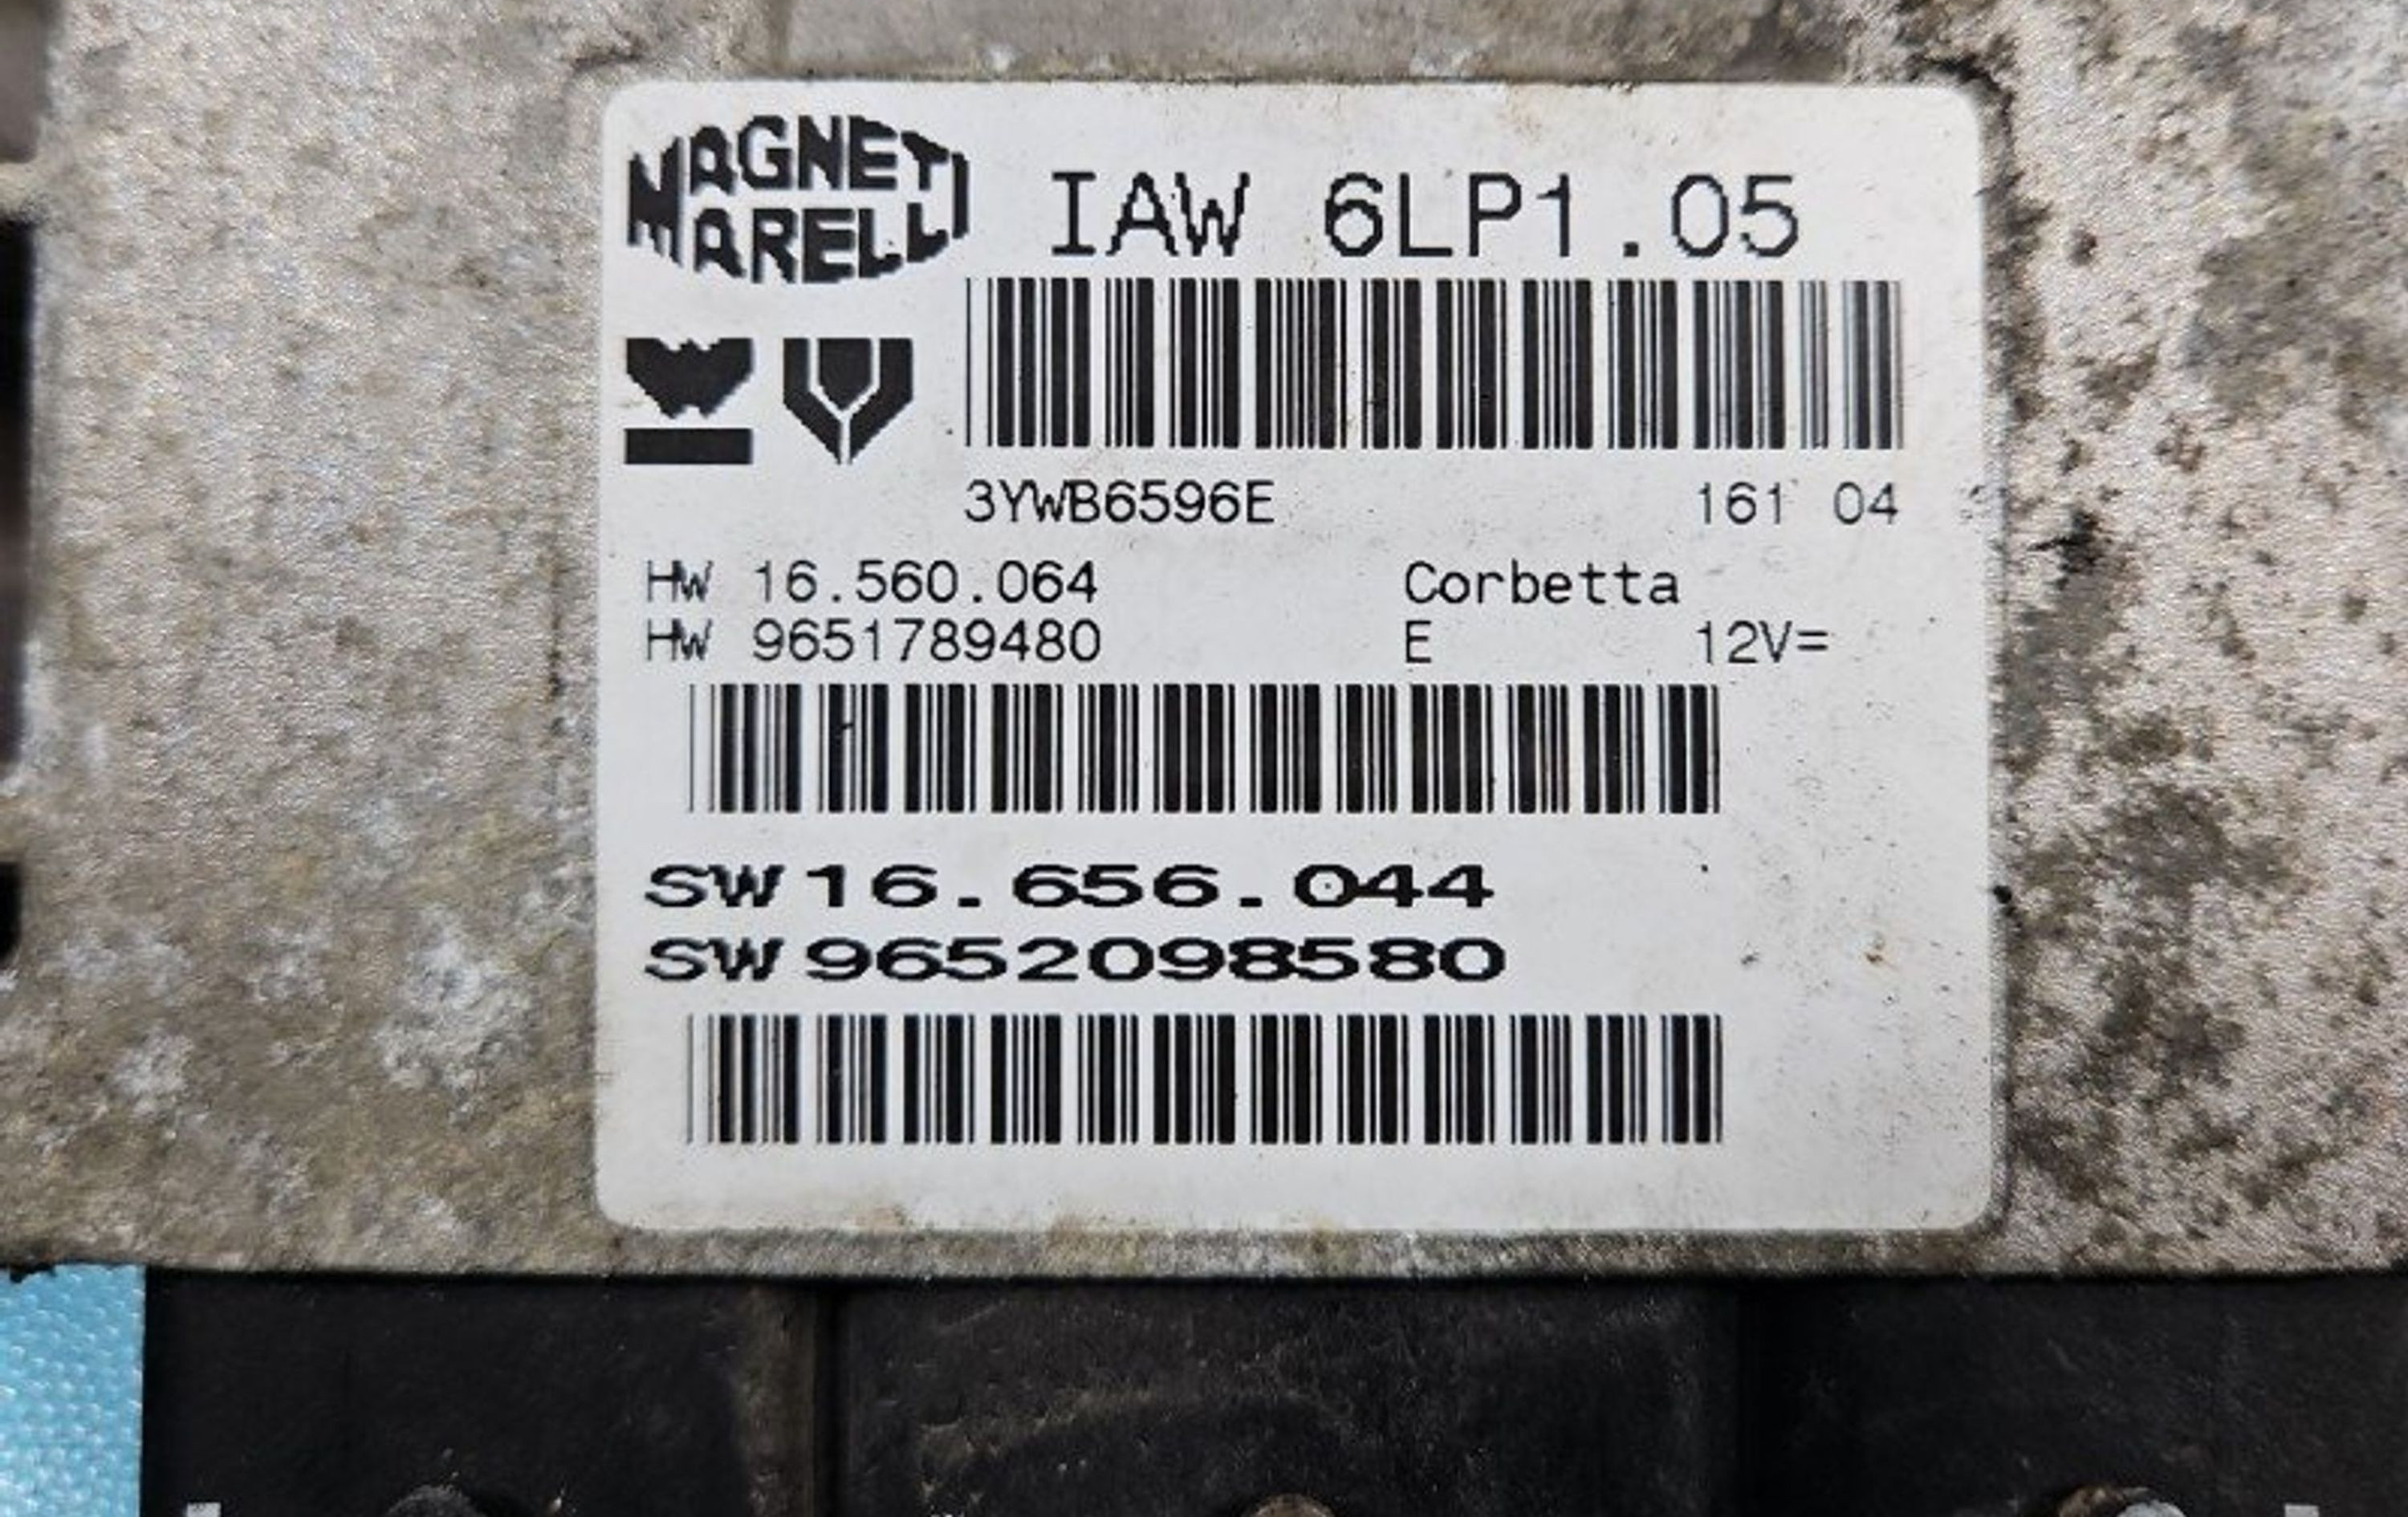 MAGNETI
MARELLI
IAW 6LP1.05
3YWB6596E 161 04
HW 16.560.064 Corbetta
HW 9651789480 E 12V=
SW 16.656.044
SW 9652098580